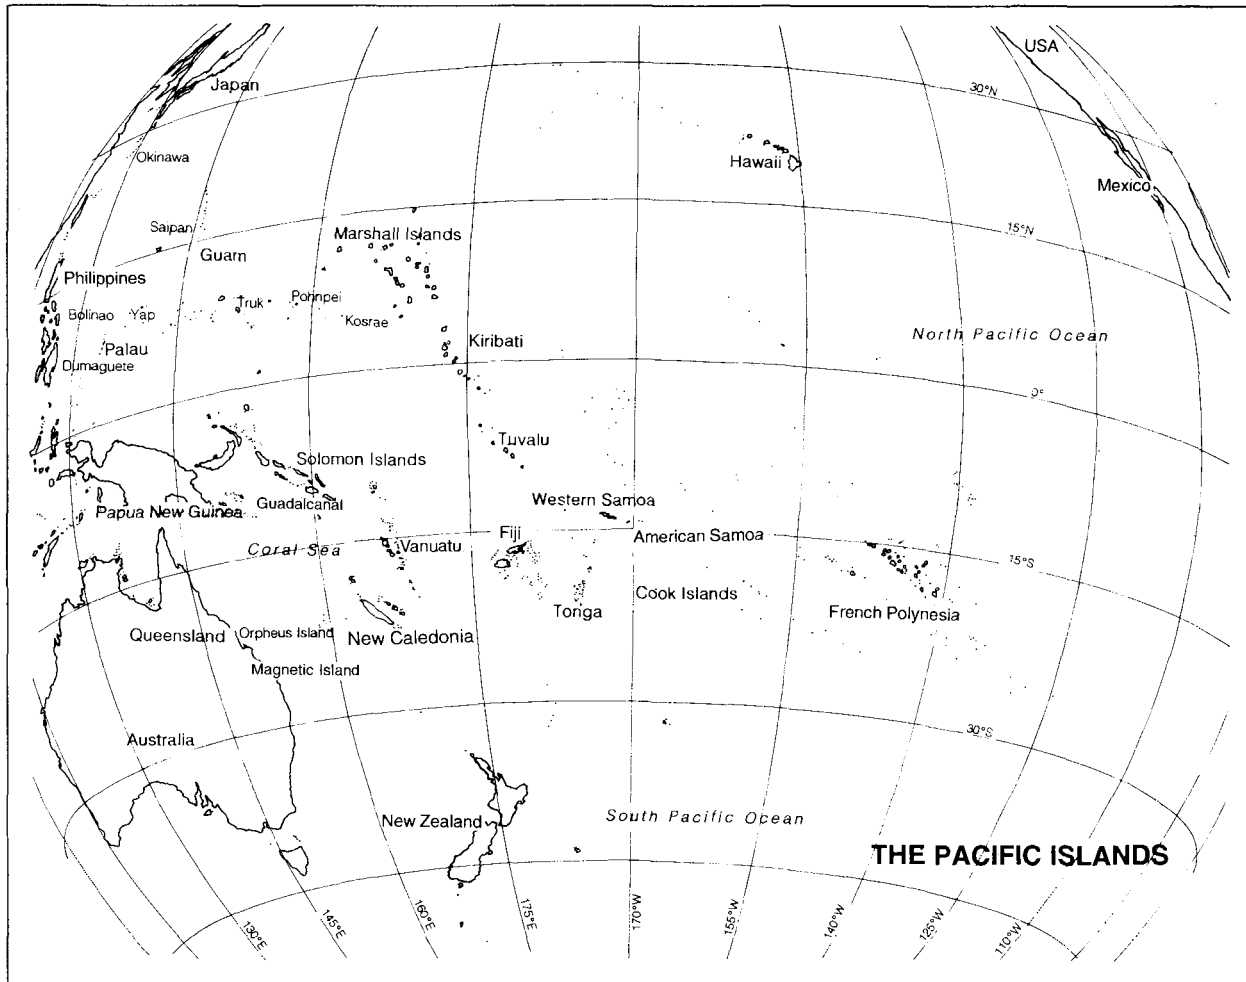 USA
Japan
30°N
Okinawa
Hawaii
Mexico
Saipan
Marshall Islands
15°N
Guam
Philippines
Truk
Pohnpei
Bolinao
Yap
Kosrae
North Pacific Ocean
Palau
Kiribati
Dumaguete
0°
Tuvalu
Solomon Islands
Western Samoa
Guadalcanal
Papua New Guinea
Fiji
American Samoa
Coral Sea
Vanuatu
15°S
Cook Islands
Tonga
French Polynesia
Queensland
Orpheus Island
New Caledonia
Magnetic Island
30°S
Australia
New Zealand
South Pacific Ocean
THE PACIFIC ISLANDS
130°E
145°E
160°E
175°E
170°W
155°W
140°W
125°W
110°W